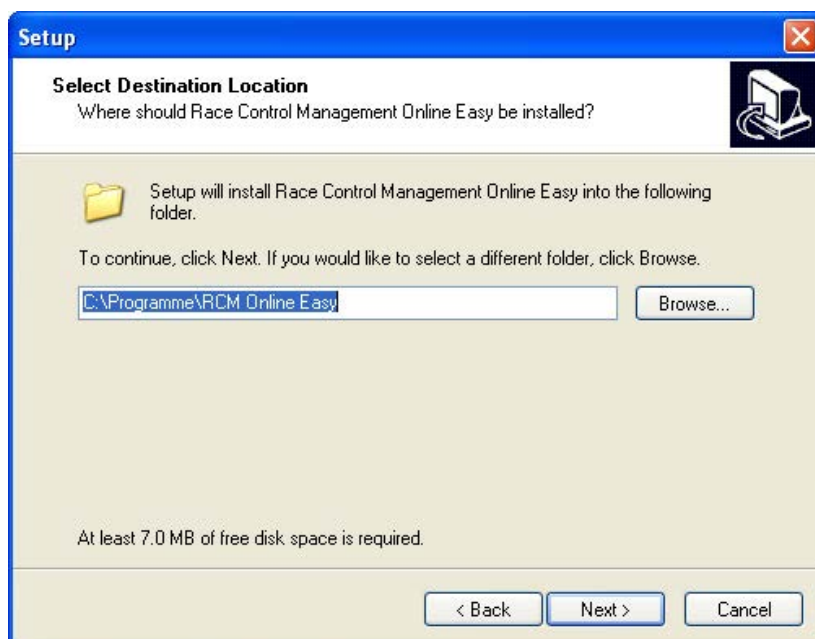 Setup
Select Destination Location
Where should Race Control Management Online Easy be installed?
Setup will install Race Control Management Online Easy into the following
folder.
To continue, click Next. If you would like to select a different folder, click Browse.
C:\Programme\RCM Online Easy
Browse...
At least 7.0 MB of free disk space is required.
< Back
Next >
Cancel